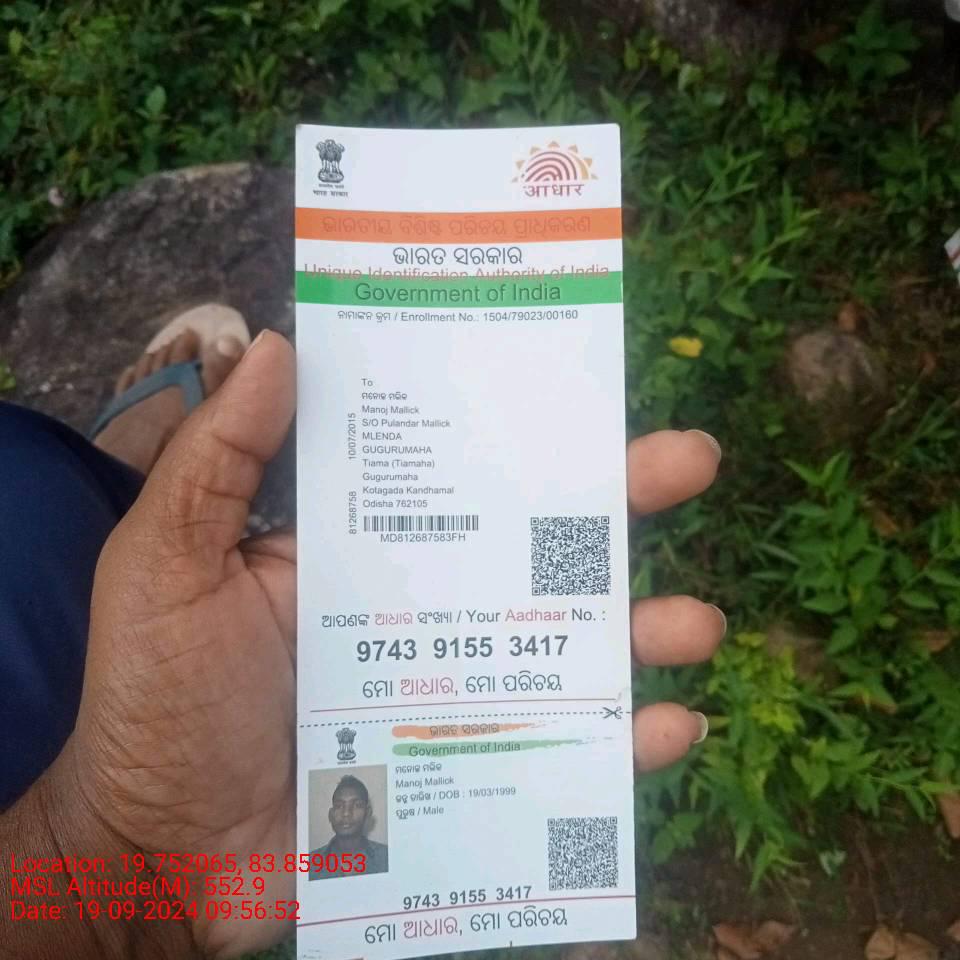 भारत सरकार
आधार
ଭାରତୀୟ ବିଶିଷ୍ଟ ପରିଚୟ ପ୍ରାଧିକରଣ
ଭାରତ ସରକାର
Unique Identification Authority of India
Government of India
ନାମାଙ୍କନ କ୍ରମ / Enrollment No.: 1504/79023/00160
To
ମନୋଜ ମଲିକ
Manoj Mallick
S/O Pulandar Mallick
MLENDA
GUGURUMAHA
Tiama (Tiamaha)
Gugurumaha
Kotagada Kandhamal
Odisha 762105
10/07/2015
81268758
MD812687583FH
ଆପଣଙ୍କ ଆଧାର ସଂଖ୍ୟା / Your Aadhaar No. :
9743 9155 3417
ମୋ ଆଧାର, ମୋ ପରିଚୟ
ଭାରତ ସରକାର
Government of India
ମନୋଜ ମଲିକ
Manoj Mallick
ଜନ୍ମ ତାରିଖ / DOB : 19/03/1999
ପୁରୁଷ / Male
9743 9155 3417
ମୋ ଆଧାର, ମୋ ପରିଚୟ
Location: 19.752065, 83.859053
MSL Altitude(M): 552.9
Date: 19-09-2024 09:56:52